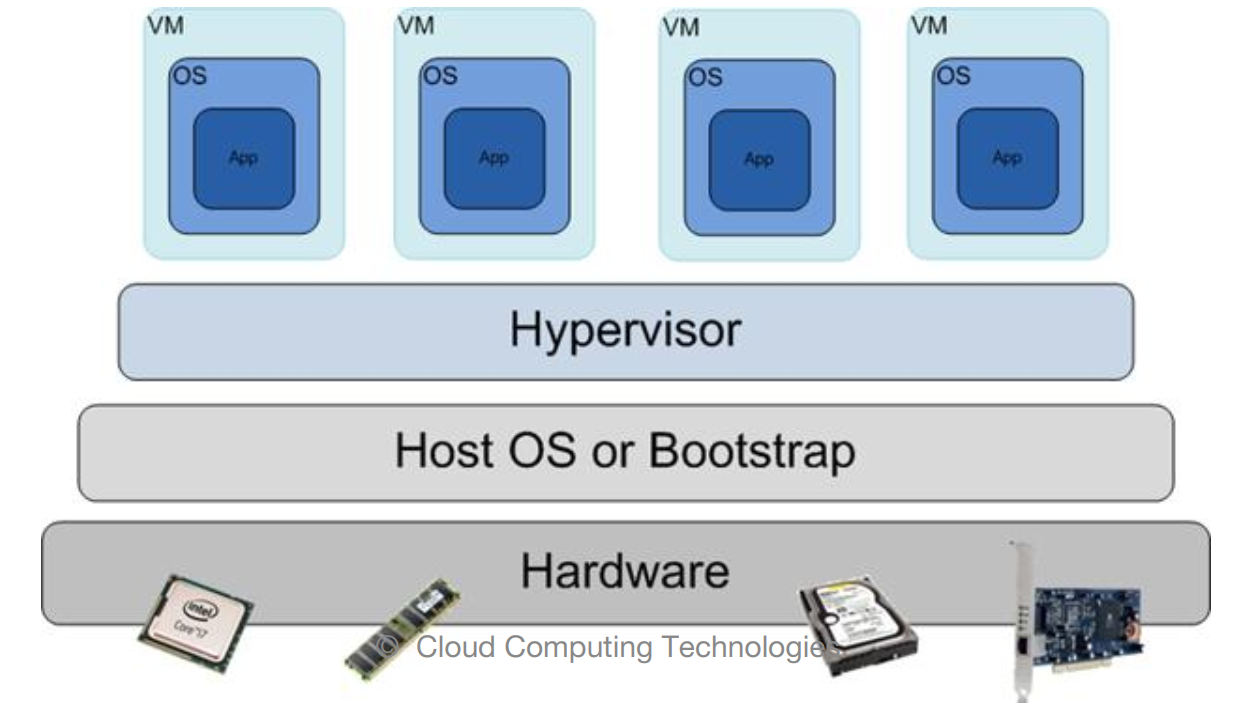 VM VM VM VM
OS OS OS OS
App App App App
Hypervisor
Host OS or Bootstrap
Hardware
intel
Core i7
© Cloud Computing Technologies